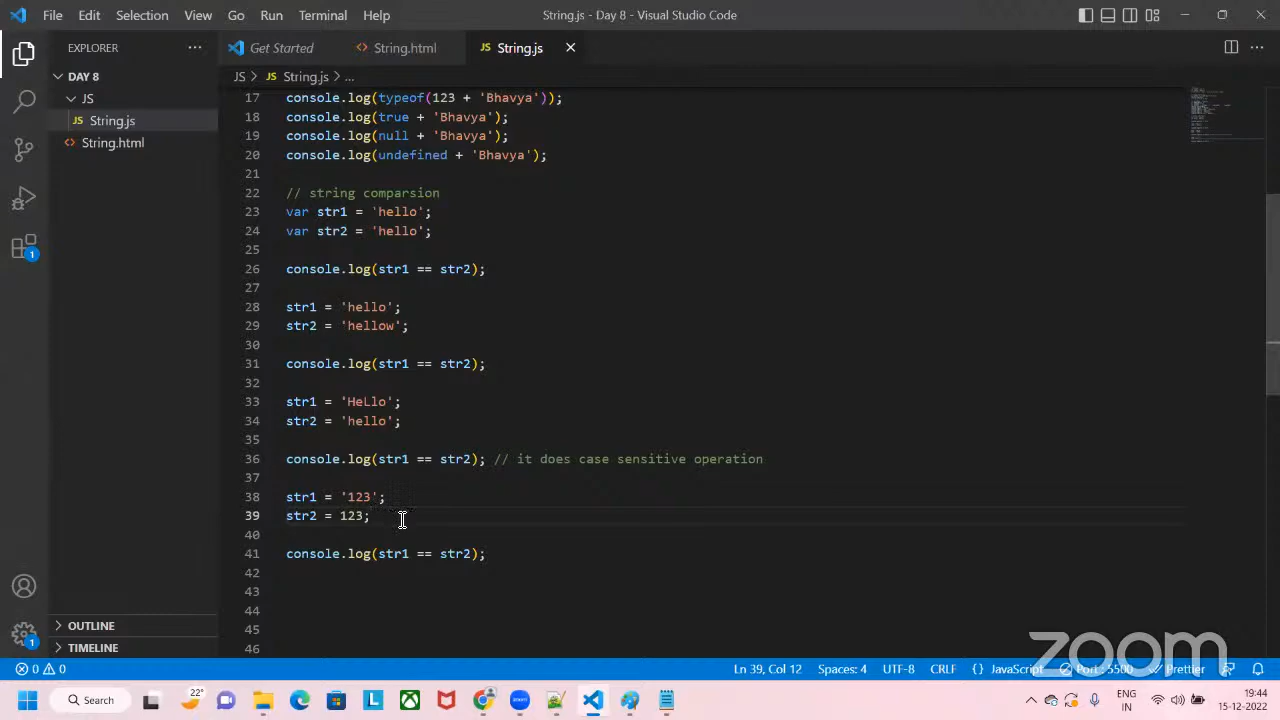 File Edit Selection View Go Run Terminal Help String.js - Day 8 - Visual Studio Code
EXPLORER
Get Started String.html JS String.js
DAY 8
JS
JS String.js
String.html
JS > JS String.js > ...
17 console.log(typeof(123 + 'Bhavya'));
18 console.log(true + 'Bhavya');
19 console.log(null + 'Bhavya');
20 console.log(undefined + 'Bhavya');
21
22 // string comparsion
23 var str1 = 'hello';
24 var str2 = 'hello';
25
26 console.log(str1 == str2);
27
28 str1 = 'hello';
29 str2 = 'hellow';
30
31 console.log(str1 == str2);
32
33 str1 = 'HeLlo';
34 str2 = 'hello';
35
36 console.log(str1 == str2); // it does case sensitive operation
37
38 str1 = '123';
39 str2 = 123;
40
41 console.log(str1 == str2);
42
43
44
45
46
OUTLINE
TIMELINE
zoom
0 0 Ln 39, Col 12 Spaces: 4 UTF-8 CRLF {} JavaScript Port : 5500 Prettier
Search 22° ENG IN 19:44 15-12-2022
1
1